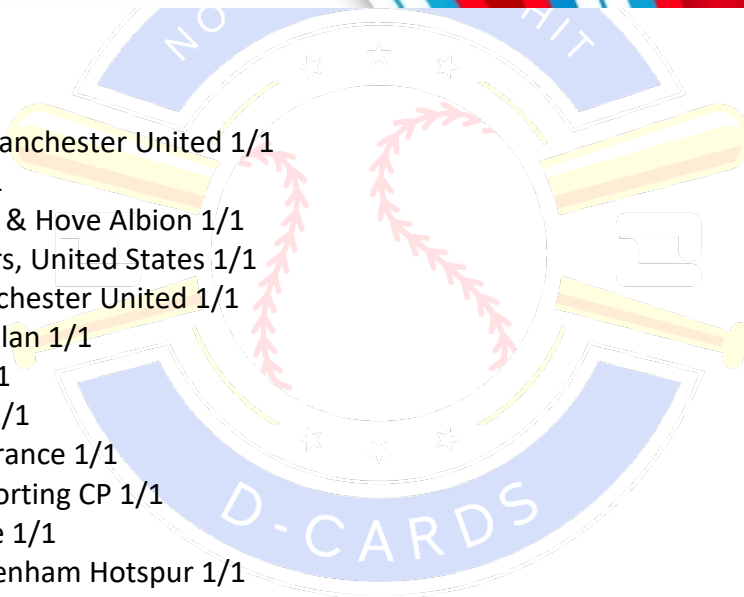 NO HIT
anchester United 1/1
& Hove Albion 1/1
rs, United States 1/1
chester United 1/1
lan 1/1
1
/1
rance 1/1
orting CP 1/1
e 1/1
enham Hotspur 1/1
D-CARDS